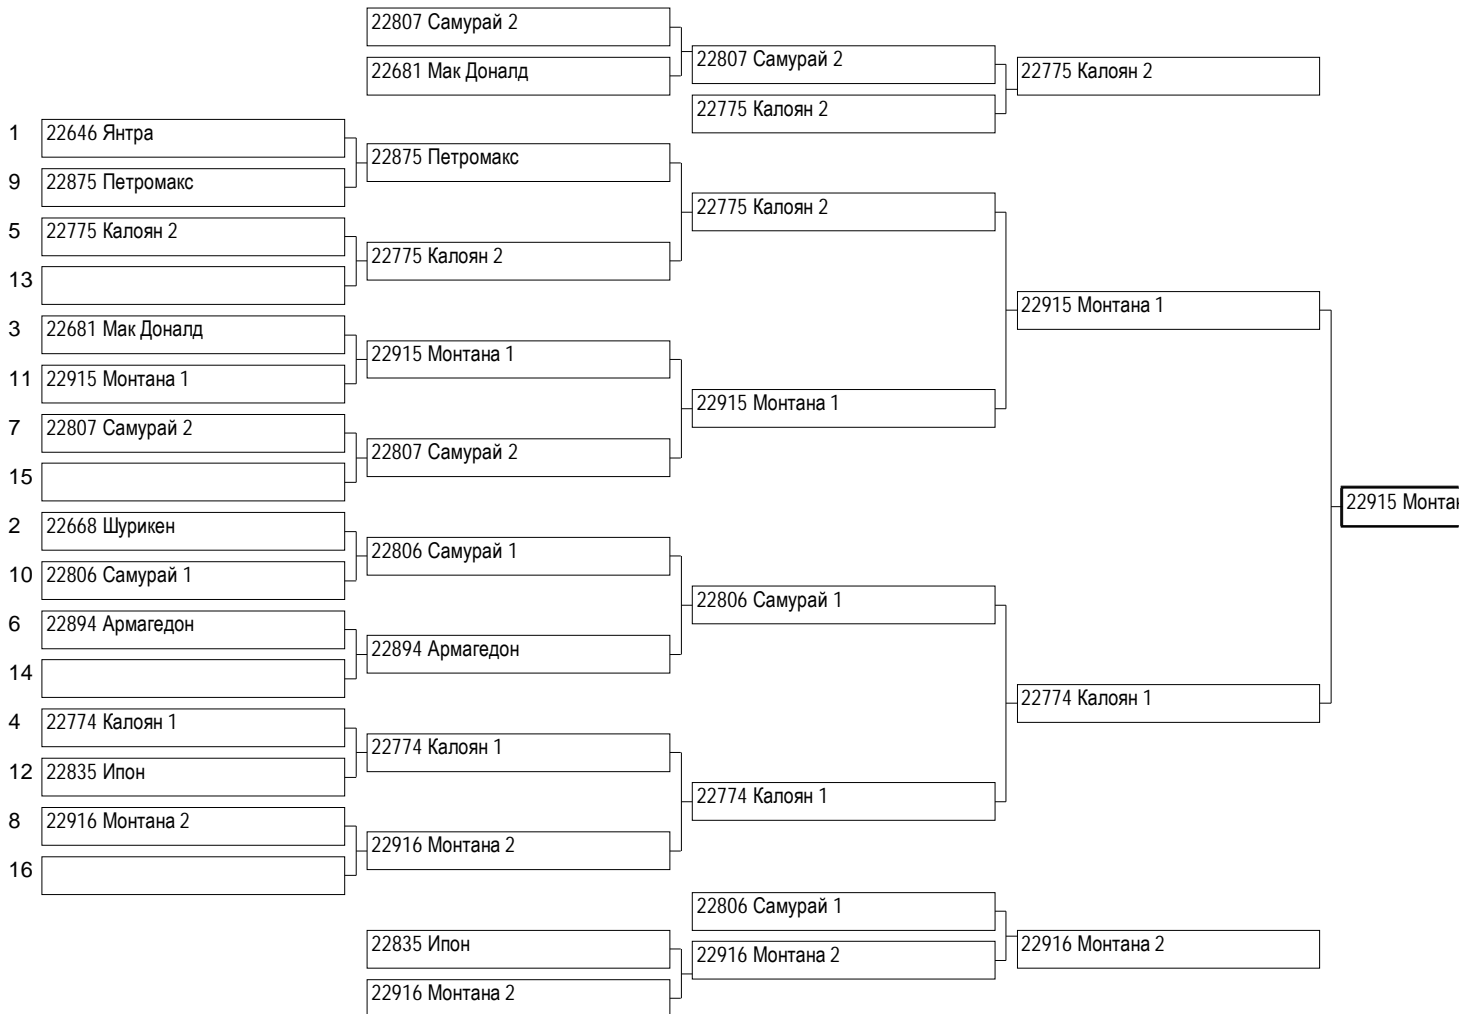 22807 Самурай 2
22681 Мак Доналд
22807 Самурай 2
22775 Калоян 2
22775 Калоян 2
1 22646 Янтра
9 22875 Петромакс
5 22775 Калоян 2
13
3 22681 Мак Доналд
11 22915 Монтана 1
7 22807 Самурай 2
15
2 22668 Шурикен
10 22806 Самурай 1
6 22894 Армагедон
14
4 22774 Калоян 1
12 22835 Ипон
8 22916 Монтана 2
16
22875 Петромакс
22775 Калоян 2
22915 Монтана 1
22807 Самурай 2
22806 Самурай 1
22894 Армагедон
22774 Калоян 1
22916 Монтана 2
22775 Калоян 2
22915 Монтана 1
22806 Самурай 1
22774 Калоян 1
22915 Монтана 1
22774 Калоян 1
22915
22835 Ипон
22916 Монтана 2
22806 Самурай 1
22916 Монтана 2
22916 Монтана 2